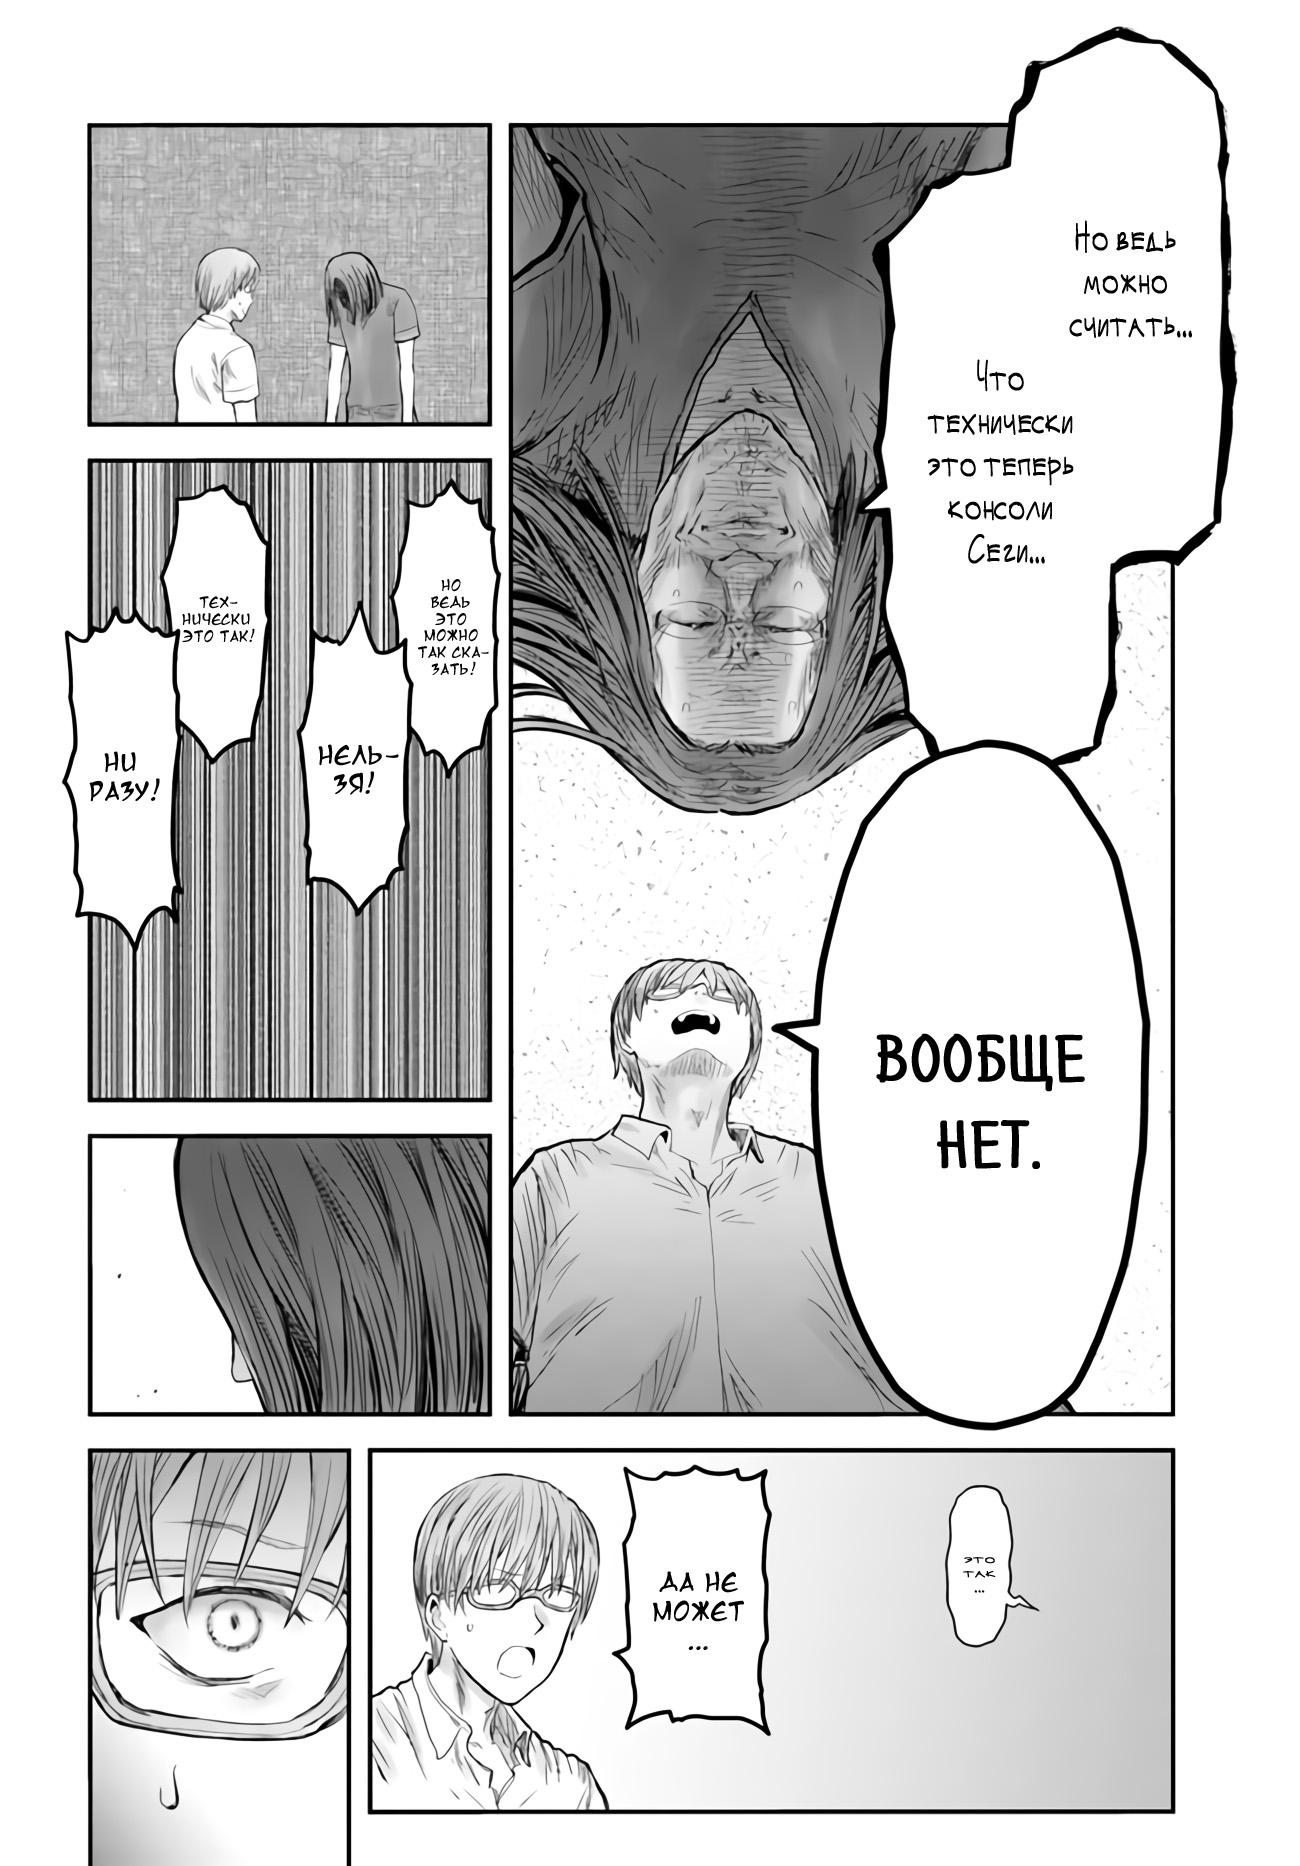 Но ведь
можно
считать...
Что
технически
это теперь
консоли
Сеги...
ВООБЩЕ
НЕТ.
НО
ВЕДЬ
ЭТО
МОЖНО
ТАК СКА-
ЗАТЬ!
НЕЛЬ-
ЗЯ!
ТЕХ-
НИЧЕСКИ
ЭТО ТАК!
НИ
РАЗУ!
ЭТО
ТАК
...
ДА НЕ
МОЖЕТ
...